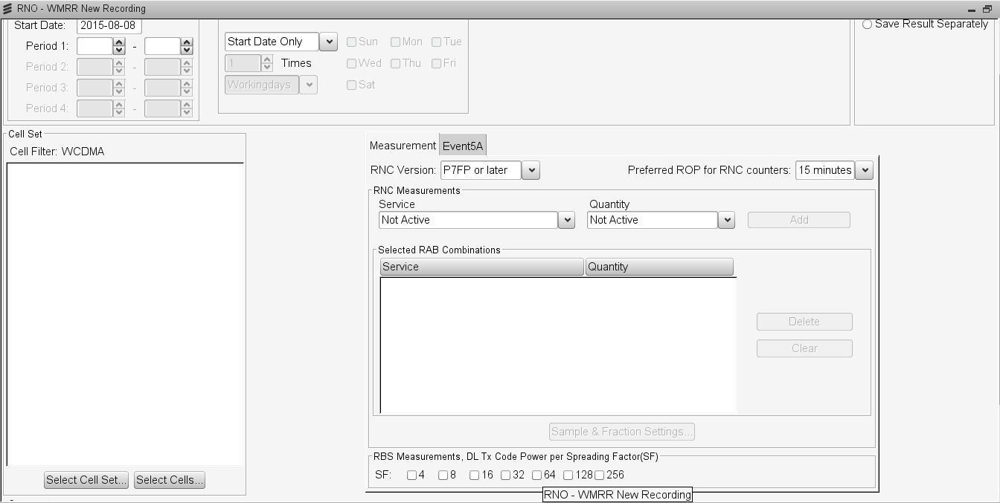 RNO - WMRR New Recording
Start Date: 2015-08-08
Save Result Separately
Period 1: -
Start Date Only
Sun Mon Tue
Period 2: -
1 Times
Wed Thu Fri
Period 3: -
Workingdays
Sat
Period 4: -
Cell Set
Cell Filter: WCDMA
Select Cell Set... Select Cells...
Measurement Event5A
RNC Version: P7FP or later Preferred ROP for RNC counters: 15 minutes
RNC Measurements
Service Quantity
Not Active Not Active Add
Selected RAB Combinations
Service Quantity
Delete
Clear
Sample & Fraction Settings...
RBS Measurements, DL Tx Code Power per Spreading Factor(SF)
SF: 4 8 16 32 64 128 256
RNO - WMRR New Recording